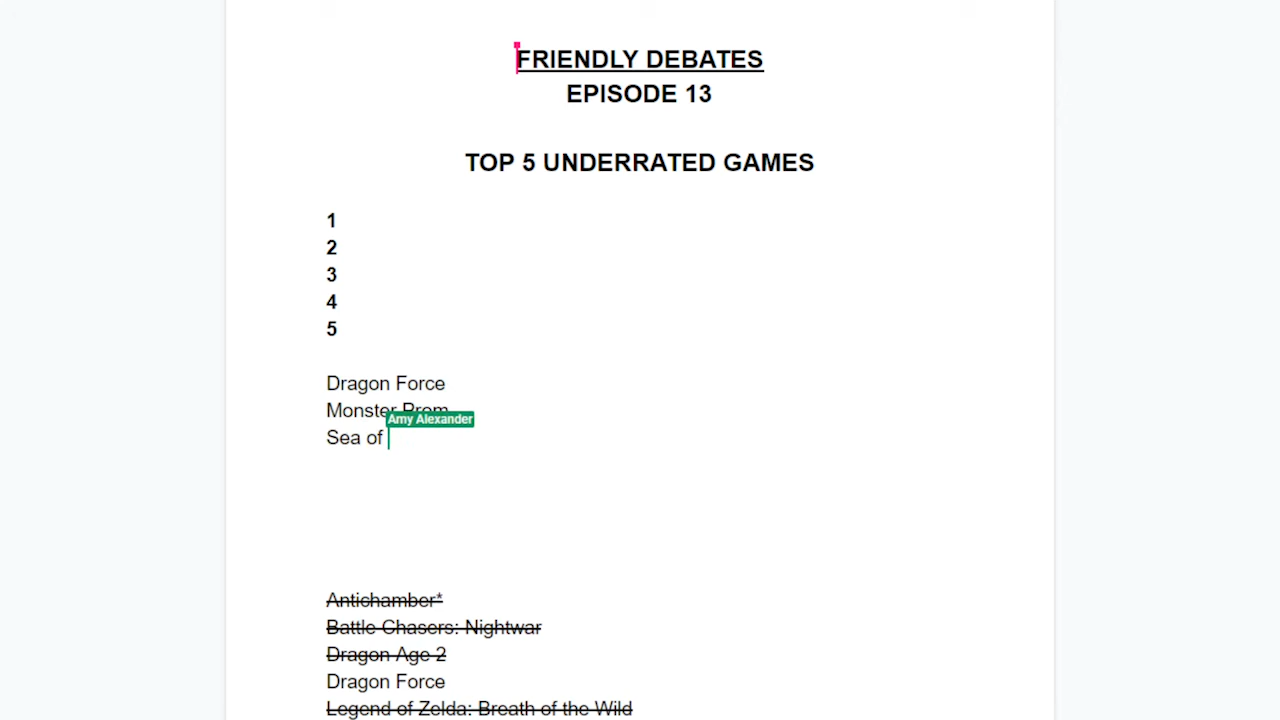 FRIENDLY DEBATES
EPISODE 13
TOP 5 UNDERRATED GAMES
1
2
3
4
5
Dragon Force
Monster Prom
Amy Alexander
Sea of
Antichamber*
Battle Chasers: Nightwar
Dragon Age 2
Dragon Force
Legend of Zelda: Breath of the Wild